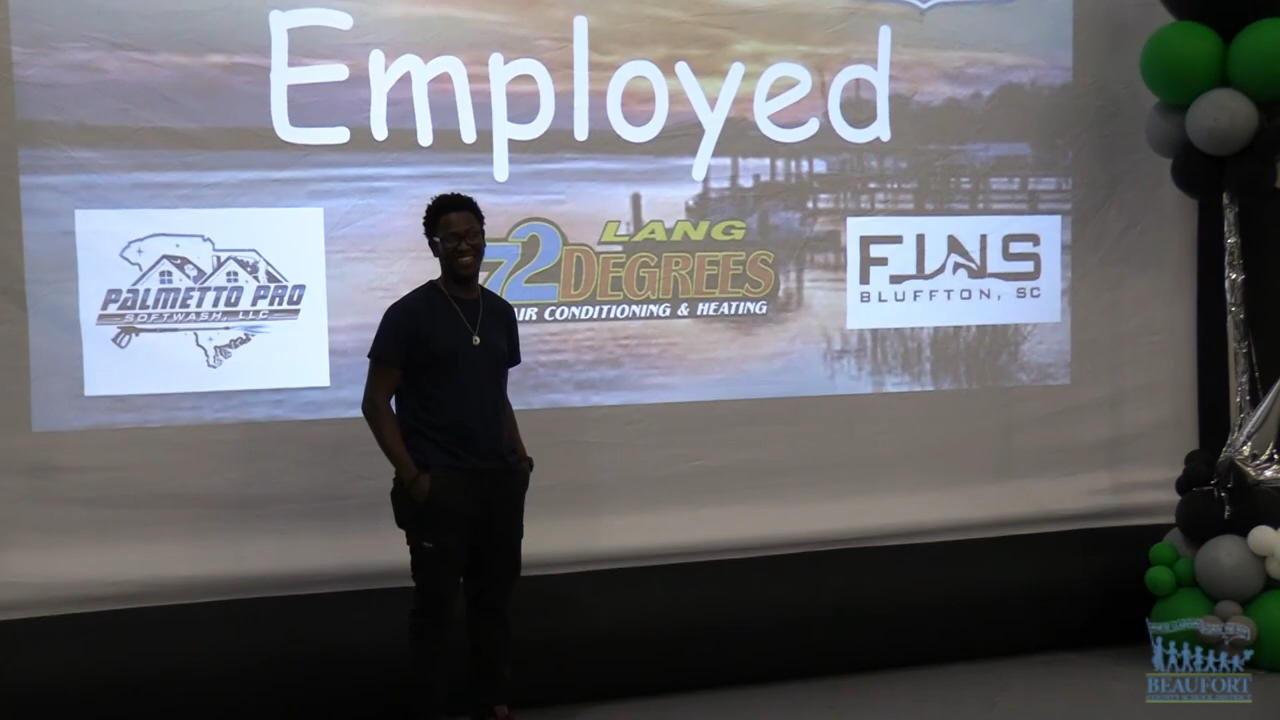 Employed
PALMETTO PRO
SOFTWASH, LLC
72
LANG
DEGREES
AIR CONDITIONING & HEATING
FINS
BLUFFTON, SC
BEAUFORT